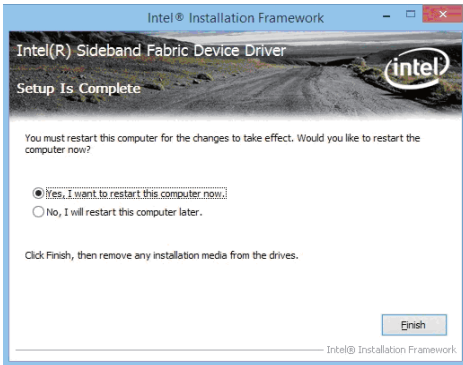 Intel® Installation Framework
Intel(R) Sideband Fabric Device Driver
intel
Setup Is Complete
You must restart this computer for the changes to take effect. Would you like to restart the
computer now?
Yes, I want to restart this computer now.
No, I will restart this computer later.
Click Finish, then remove any installation media from the drives.
Finish
Intel® Installation Framework